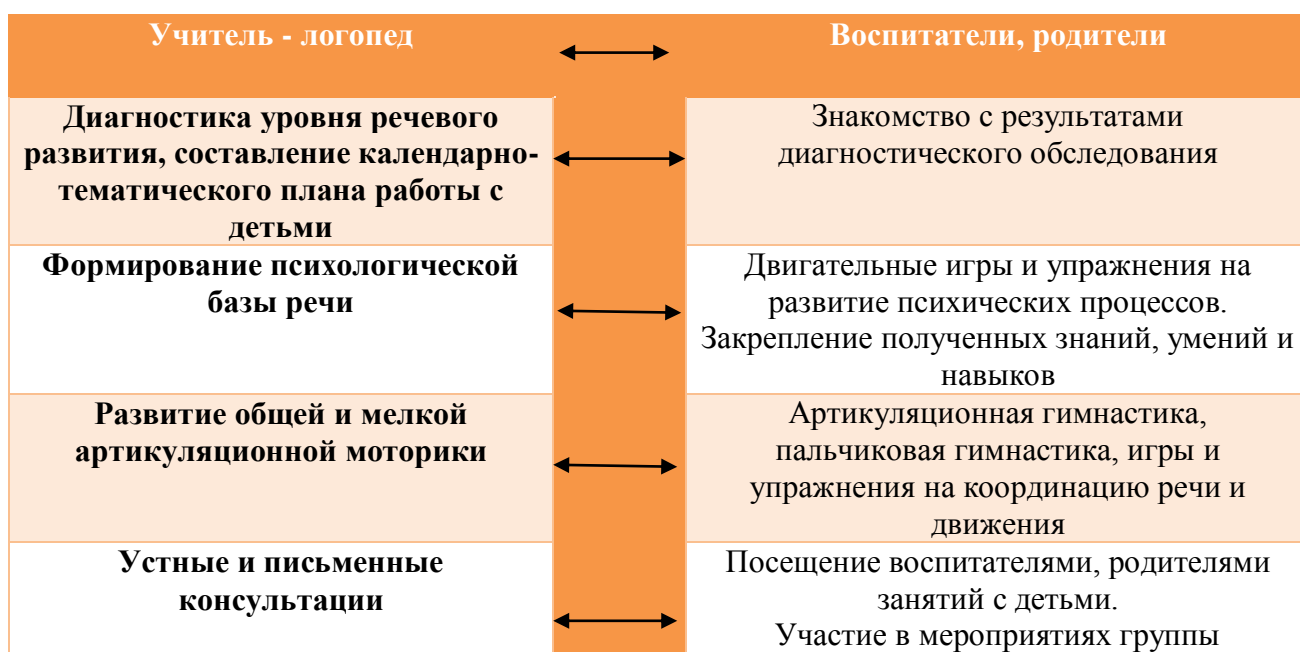 Учитель - логопед
Воспитатели, родители
Диагностика уровня речевого
развития, составление календарно-
тематического плана работы с
детьми
Знакомство с результатами
диагностического обследования
Формирование психологической
базы речи
Двигательные игры и упражнения на
развитие психических процессов.
Закрепление полученных знаний, умений и
навыков
Развитие общей и мелкой
артикуляционной моторики
Артикуляционная гимнастика,
пальчиковая гимнастика, игры и
упражнения на координацию речи и
движения
Устные и письменные
консультации
Посещение воспитателями, родителями
занятий с детьми.
Участие в мероприятиях группы